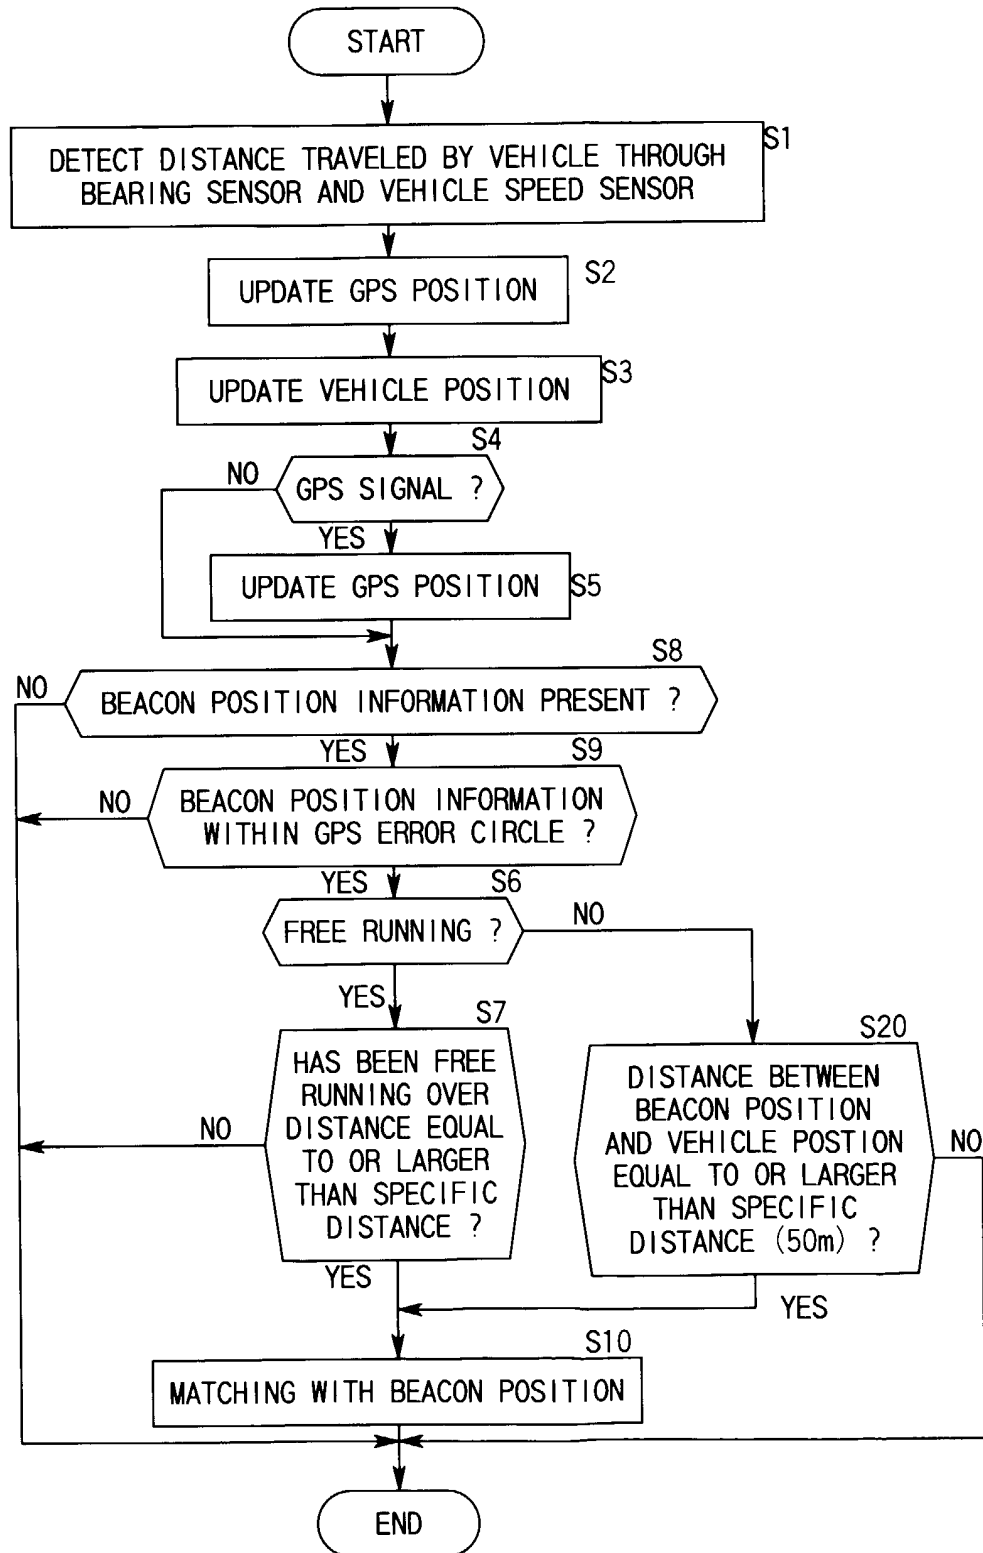 START
S1
DETECT DISTANCE TRAVELED BY VEHICLE THROUGH
BEARING SENSOR AND VEHICLE SPEED SENSOR
S2
UPDATE GPS POSITION
S3
UPDATE VEHICLE POSITION
S4
NO
GPS SIGNAL ?
YES
UPDATE GPS POSITION
S5
S8
NO
BEACON POSITION INFORMATION PRESENT ?
YES
S9
NO
BEACON POSITION INFORMATION
WITHIN GPS ERROR CIRCLE ?
YES
S6
FREE RUNNING ?
NO
YES
S7
HAS BEEN FREE
RUNNING OVER
DISTANCE EQUAL
TO OR LARGER
THAN SPECIFIC
DISTANCE ?
NO
YES
S20
DISTANCE BETWEEN
BEACON POSITION
AND VEHICLE POSTION
EQUAL TO OR LARGER
THAN SPECIFIC
DISTANCE (50m) ?
NO
YES
S10
MATCHING WITH BEACON POSITION
END